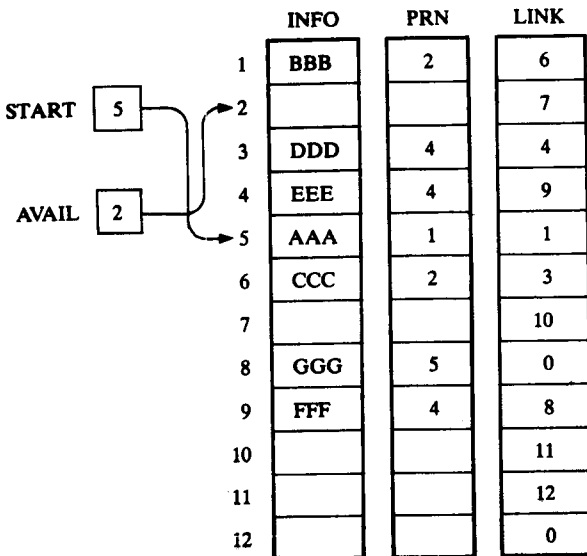 INFO PRN LINK
1 BBB 2 6
START 5 2 7
3 DDD 4 4
AVAIL 2 4 EEE 4 9
5 AAA 1 1
6 CCC 2 3
7 10
8 GGG 5 0
9 FFF 4 8
10 11
11 12
12 0